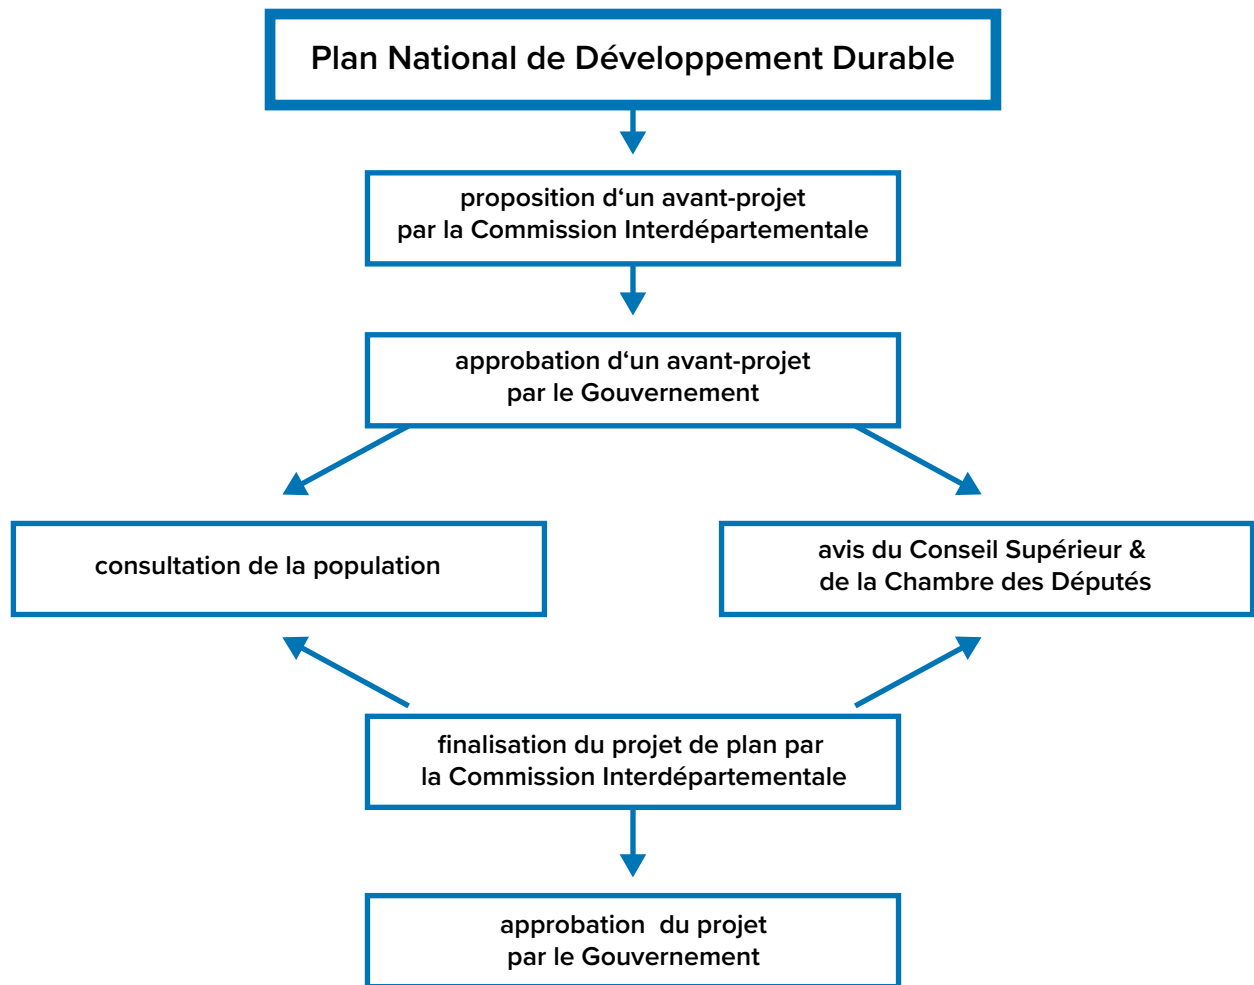 Plan National de Développement Durable
proposition d‘un avant-projet
par la Commission Interdépartementale
approbation d‘un avant-projet
par le Gouvernement
consultation de la population
avis du Conseil Supérieur &
de la Chambre des Députés
finalisation du projet de plan par
la Commission Interdépartementale
approbation du projet
par le Gouvernement